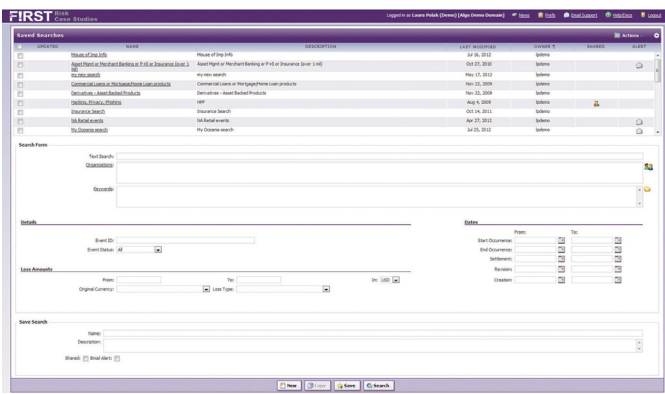 FIRST Risk Case Studies
Logged in as Laura Polak (Demo) [Algo Demo Domain] News Prefs Email Support Help/Docs Logout
Saved Searches Actions
UPDATED NAME DESCRIPTION LAST MODIFIED OWNER SHARED ALERT
Mouse of Imp Info Mouse of Imp Info Jul 16, 2012 lpdemo
Asset Mgmt or Merchant Banking or P+S or Insurance (over 1 mil) Asset Mgmt or Merchant Banking or P+S or Insurance (over 1 mil) Oct 27, 2010 lpdemo
my new search my new search May 17, 2012 lpdemo
Commercial Loans or Mortgage/Home Loan products Commercial Loans or Mortgage/Home Loan products Nov 22, 2009 lpdemo
Derivatives - Asset Backed Products Derivatives - Asset Backed Products Nov 22, 2009 lpdemo
Hacking, Privacy, Phishing HPP Aug 4, 2009 lpdemo
Insurance Search Insurance Search Oct 14, 2011 lpdemo
NA Retail events NA Retail events Apr 27, 2012 lpdemo
My Oceania search My Oceania search Jul 25, 2012 lpdemo
Search Form
Text Search:
Organizations:
Keywords:
Details Dates
From: To:
Event ID: Start Occurrence:
Event Status: All End Occurrence:
Settlement:
Loss Amounts Revision:
From: To: In: USD Creation:
Original Currency: Loss Type:
Save Search
Name:
Description:
Shared: Email Alert:
New Copy Save Search